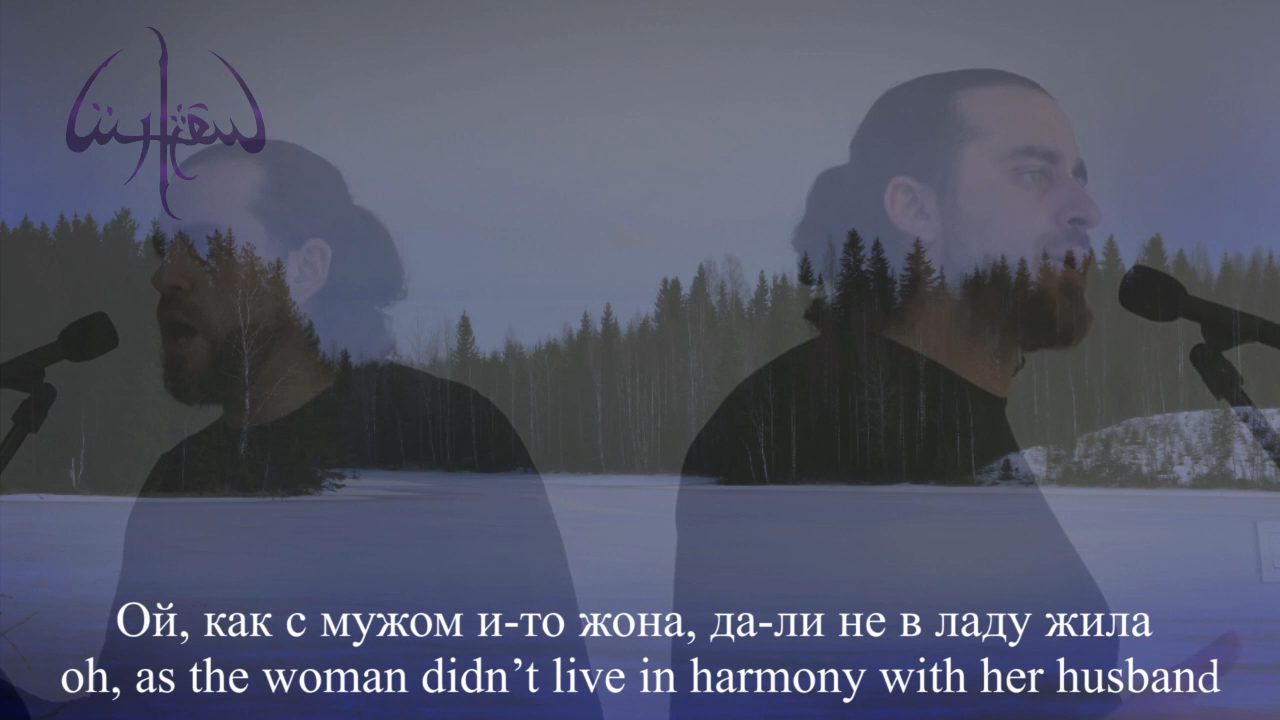 Ой, как с мужом и-то жона, да-ли не в ладу жила
oh, as the woman didn’t live in harmony with her husband